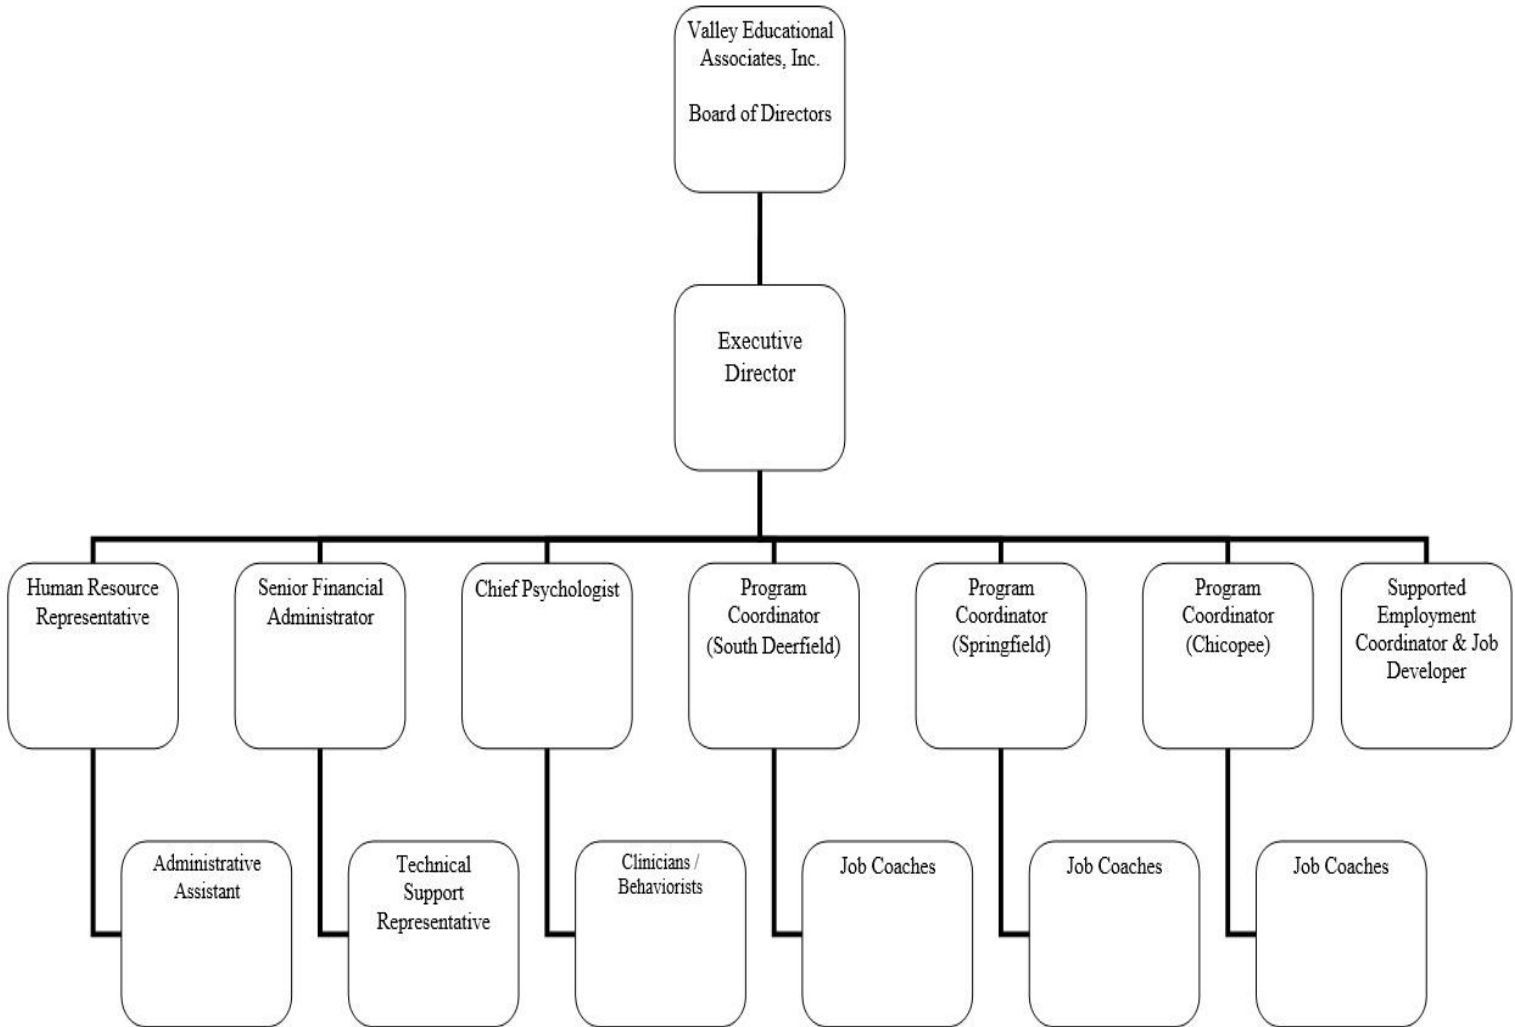 Valley Educational
Associates, Inc.
Board of Directors
Executive
Director
Human Resource
Representative
Senior Financial
Administrator
Chief Psychologist
Program
Coordinator
(South Deerfield)
Program
Coordinator
(Springfield)
Program
Coordinator
(Chicopee)
Supported
Employment
Coordinator & Job
Developer
Administrative
Assistant
Technical
Support
Representative
Clinicians /
Behaviorists
Job Coaches
Job Coaches
Job Coaches